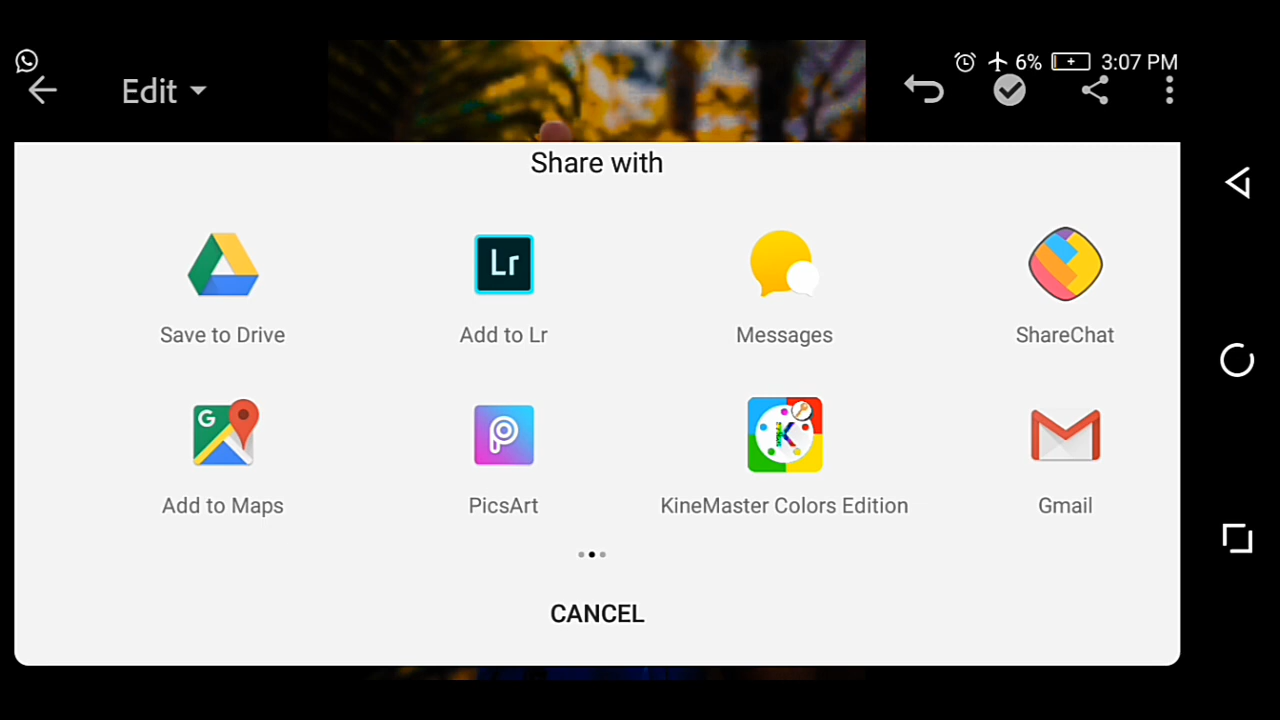 6% 3:07 PM
Edit
Share with
Lr
Save to Drive
Add to Lr
Messages
ShareChat
G
K
Add to Maps
PicsArt
KineMaster Colors Edition
Gmail
CANCEL